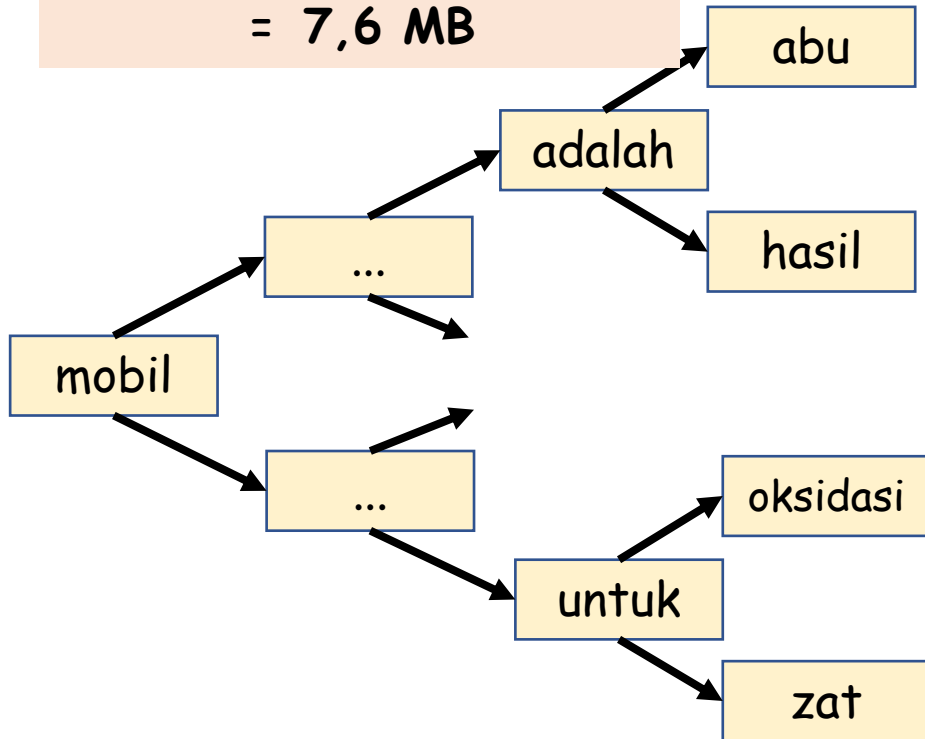 = 7,6 MB
abu
adalah
hasil
...
mobil
...
oksidasi
untuk
zat